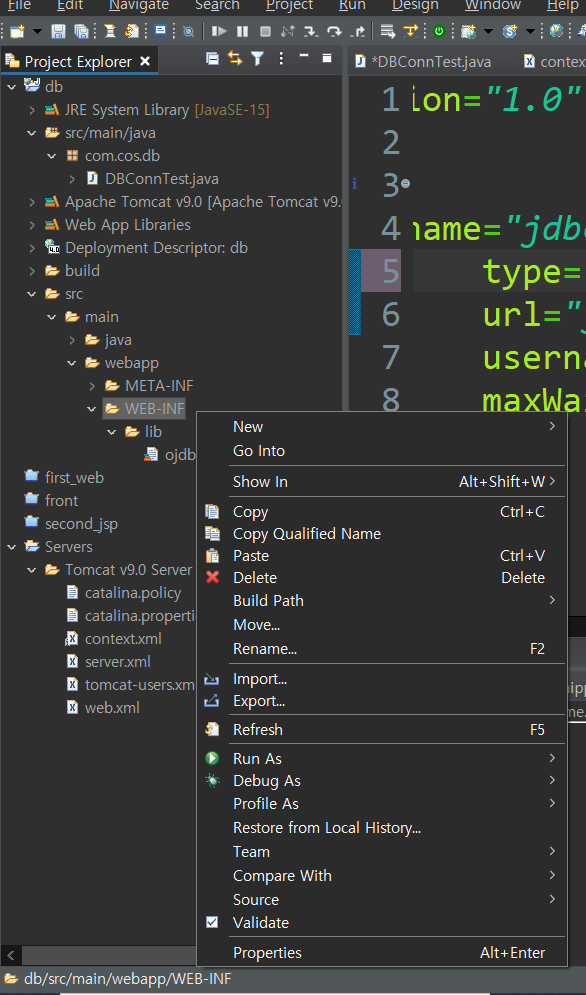 File Edit Navigate Search Project Run Design Window Help
Project Explorer
*DBConnTest.java
contex
db
JRE System Library [JavaSE-15]
src/main/java
com.cos.db
DBConnTest.java
Apache Tomcat v9.0 [Apache Tomcat v9.0
Web App Libraries
Deployment Descriptor: db
build
src
main
java
webapp
META-INF
WEB-INF
lib
ojdb
first_web
front
second_jsp
Servers
Tomcat v9.0 Server
catalina.policy
catalina.properti
context.xml
server.xml
tomcat-users.xm
web.xml
1 ion="1.0"
2
3
4 name="jdb
5 type=
6 url="
7 userna
8 maxWa
New
Go Into
Show In Alt+Shift+W
Copy Ctrl+C
Copy Qualified Name
Paste Ctrl+V
Delete Delete
Build Path
Move...
Rename... F2
Import...
Export...
Refresh F5
Run As
Debug As
Profile As
Restore from Local History...
Team
Compare With
Source
Validate
Properties Alt+Enter
ipp
me.
db/src/main/webapp/WEB-INF